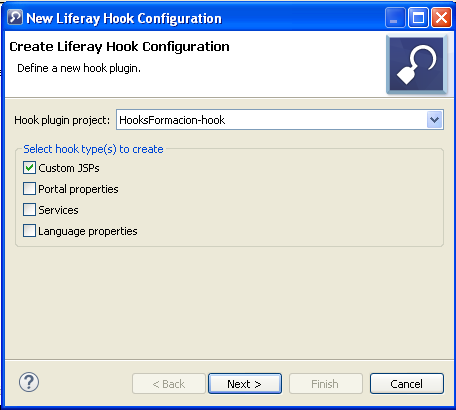 New Liferay Hook Configuration
Create Liferay Hook Configuration
Define a new hook plugin.
Hook plugin project: HooksFormacion-hook
Select hook type(s) to create
Custom JSPs
Portal properties
Services
Language properties
? < Back Next > Finish Cancel